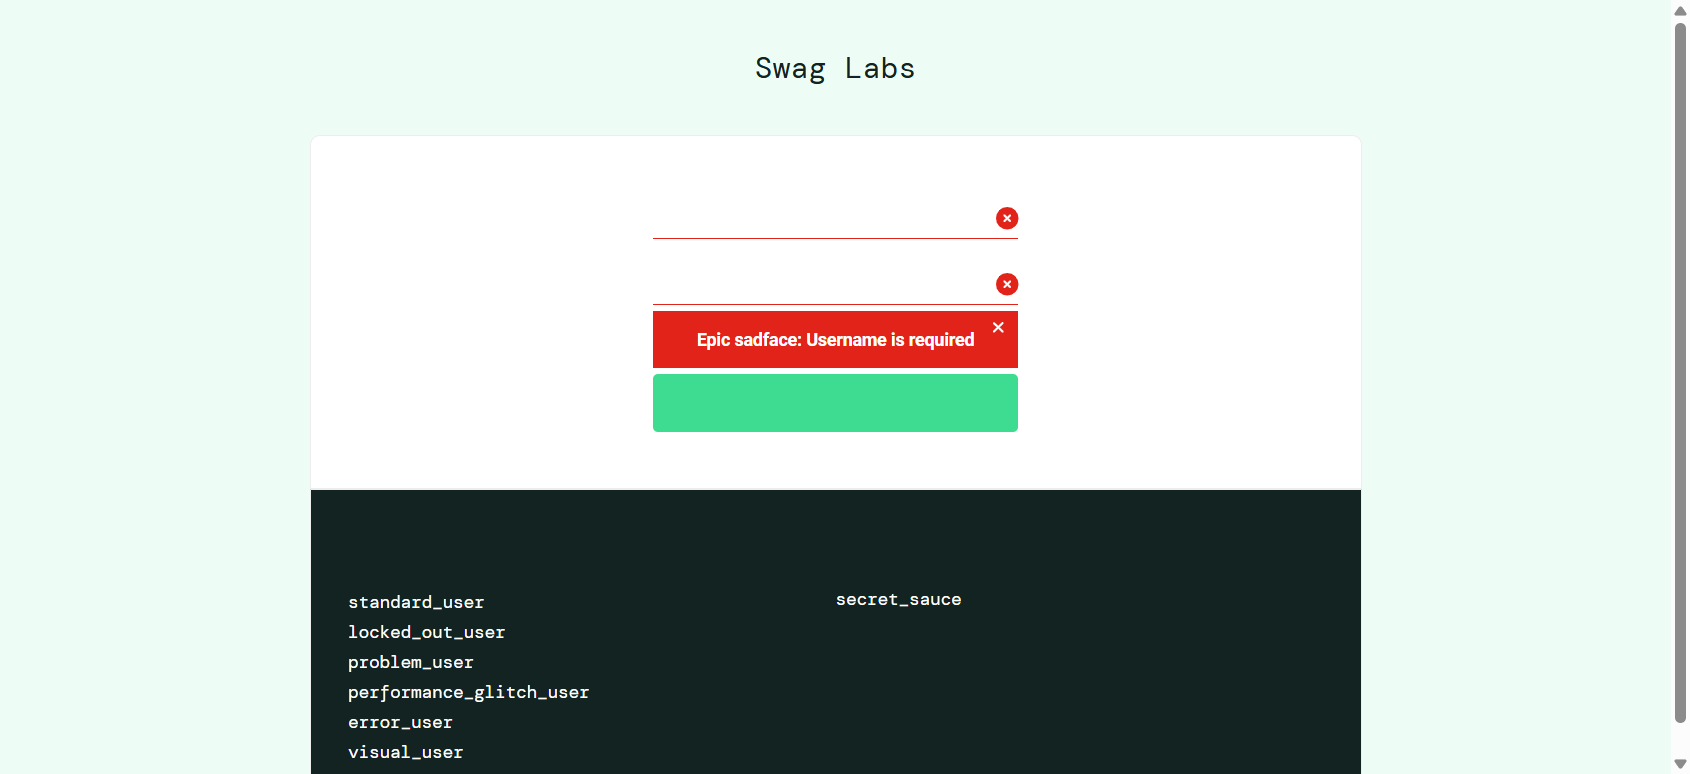 Swag Labs
Epic sadface: Username is required
standard_user
locked_out_user
problem_user
performance_glitch_user
error_user
visual_user
secret_sauce